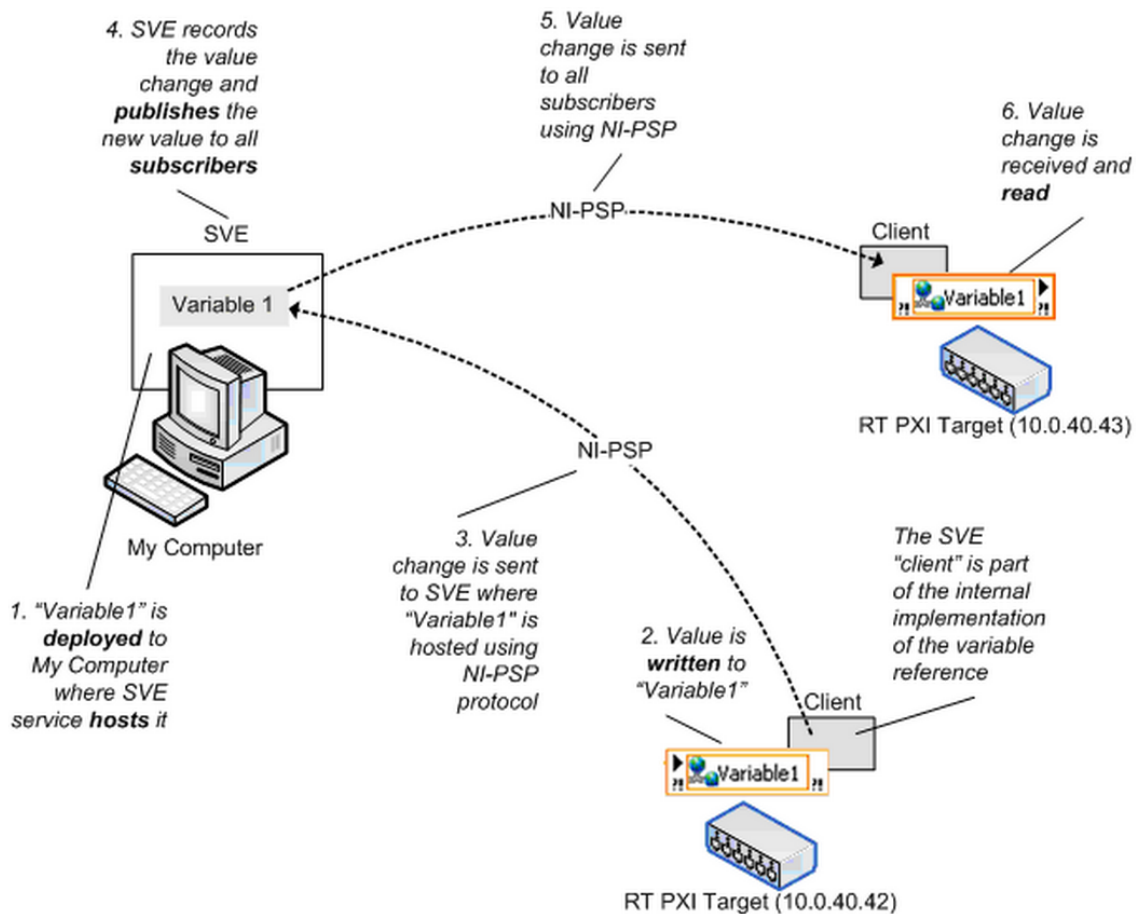 4. SVE records
the value
change and
publishes the
new value to all
subscribers
5. Value
change is sent
to all
subscribers
using NI-PSP
6. Value
change is
received and
read
NI-PSP
SVE
Client
Variable 1
?!
Variable1
?!
RT PXI Target (10.0.40.43)
NI-PSP
My Computer
1. “Variable1” is
deployed to
My Computer
where SVE
service hosts it
3. Value
change is sent
to SVE where
“Variable1" is
hosted using
NI-PSP
protocol
2. Value is
written to
“Variable1”
The SVE
“client” is part
of the internal
implementation
of the variable
reference
Client
?!
Variable1
?!
RT PXI Target (10.0.40.42)